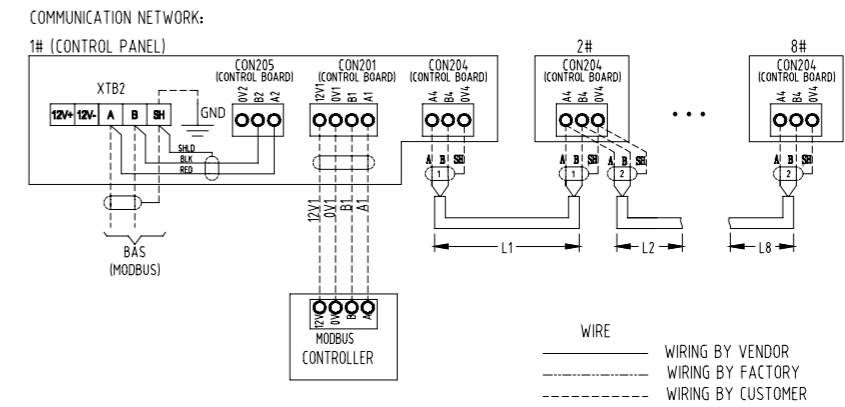 COMMUNICATION NETWORK:
1# (CONTROL PANEL)
2#
8#
CON205
(CONTROL BOARD)
CON201
(CONTROL BOARD)
CON204
(CONTROL BOARD)
CON204
(CONTROL BOARD)
CON204
(CONTROL BOARD)
XTB2
0V2 B2 A2
12V1 0V1 B1 A1
A4 B4 0V4
A4 B4 0V4
A4 B4 0V4
12V+ 12V- A B SH
GND
SHLD
BLK
RED
A B SH
1
A B SH
1
A B SH
2
A B SH
2
12V1 0V1 B1 A1
L1
L2
L8
BAS
(MODBUS)
12V 0V B A
MODBUS
CONTROLLER
WIRE
WIRING BY VENDOR
WIRING BY FACTORY
WIRING BY CUSTOMER